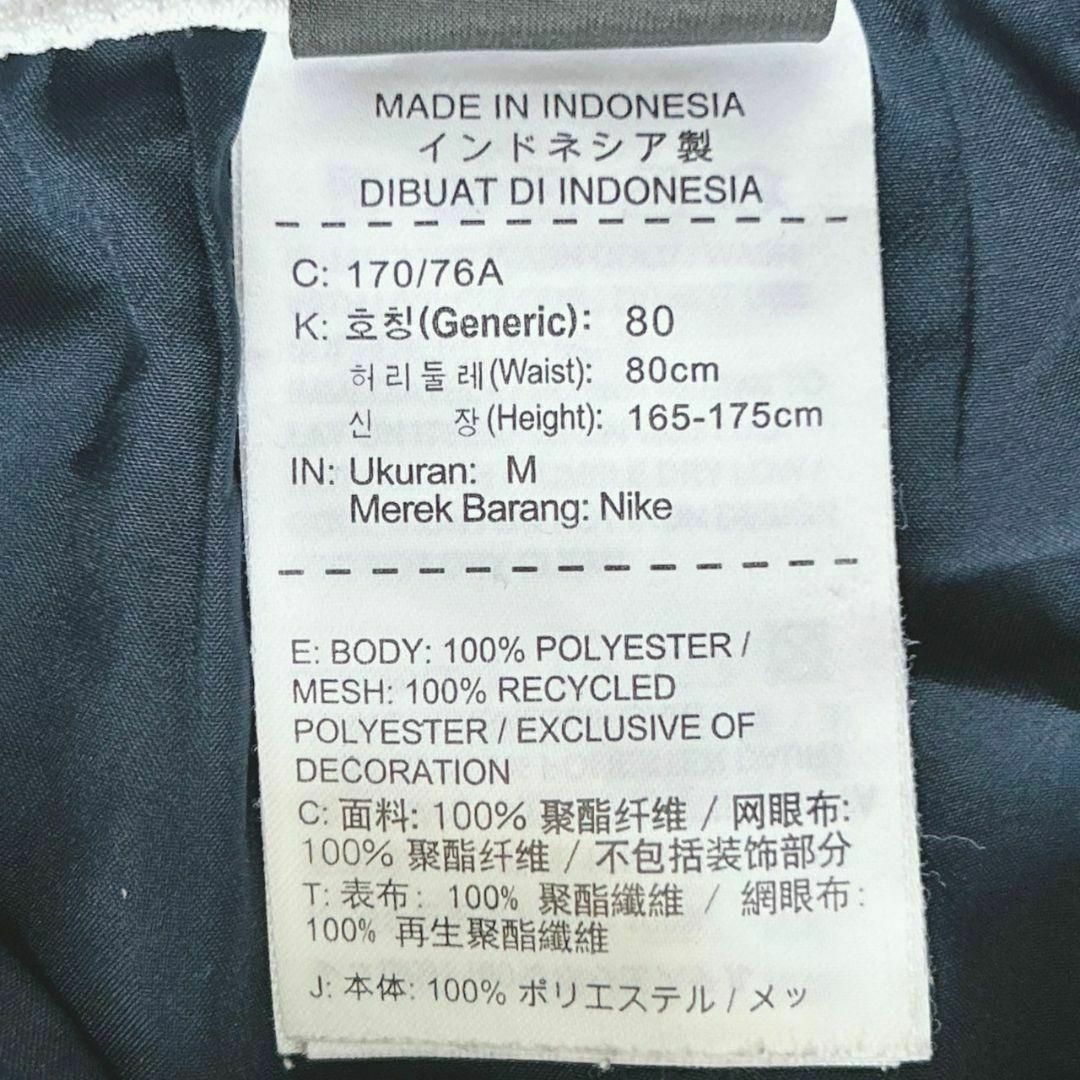 MADE IN INDONESIA
インドネシア製
DIBUAT DI INDONESIA
C: 170/76A
K: 호칭(Generic): 80
허리둘레(Waist): 80cm
신 장(Height): 165-175cm
IN: Ukuran: M
Merek Barang: Nike
E: BODY: 100% POLYESTER /
MESH: 100% RECYCLED
POLYESTER / EXCLUSIVE OF
DECORATION
C: 面料: 100% 聚酯纤维 / 网眼布:
100% 聚酯纤维 / 不包括装饰部分
T: 表布: 100% 聚酯纖維 / 網眼布:
100% 再生聚酯纖維
J: 本体: 100% ポリエステル / メッ